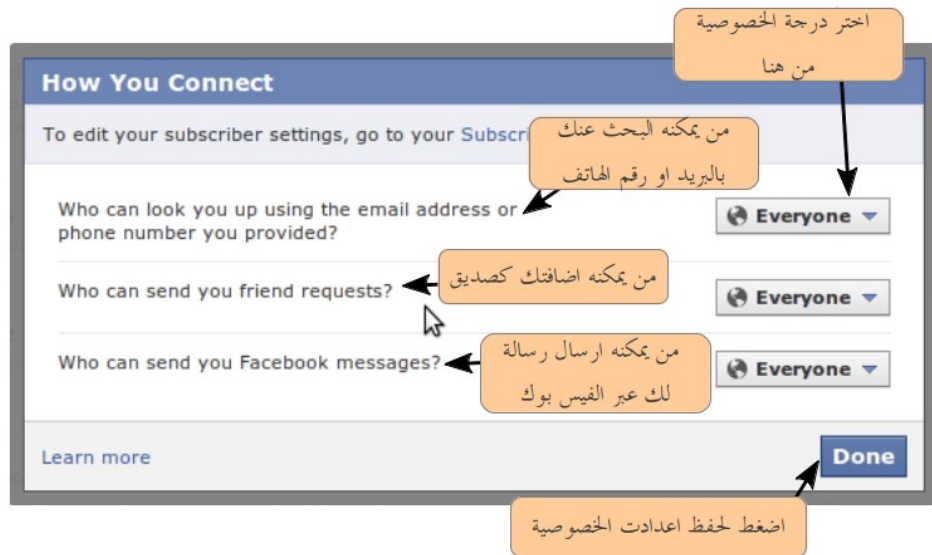 اختر درجة الخصوصية
من هنا
How You Connect
To edit your subscriber settings, go to your Subscri
من يمكنه البحث عنك
بالبريد او رقم الهاتف
Who can look you up using the email address or
phone number you provided?
Everyone
Who can send you friend requests?
من يمكنه اضافتك كصديق
Everyone
Who can send you Facebook messages?
من يمكنه ارسال رسالة
لك عبر الفيس بوك
Everyone
Learn more
Done
اضغط لحفظ اعدادت الخصوصية